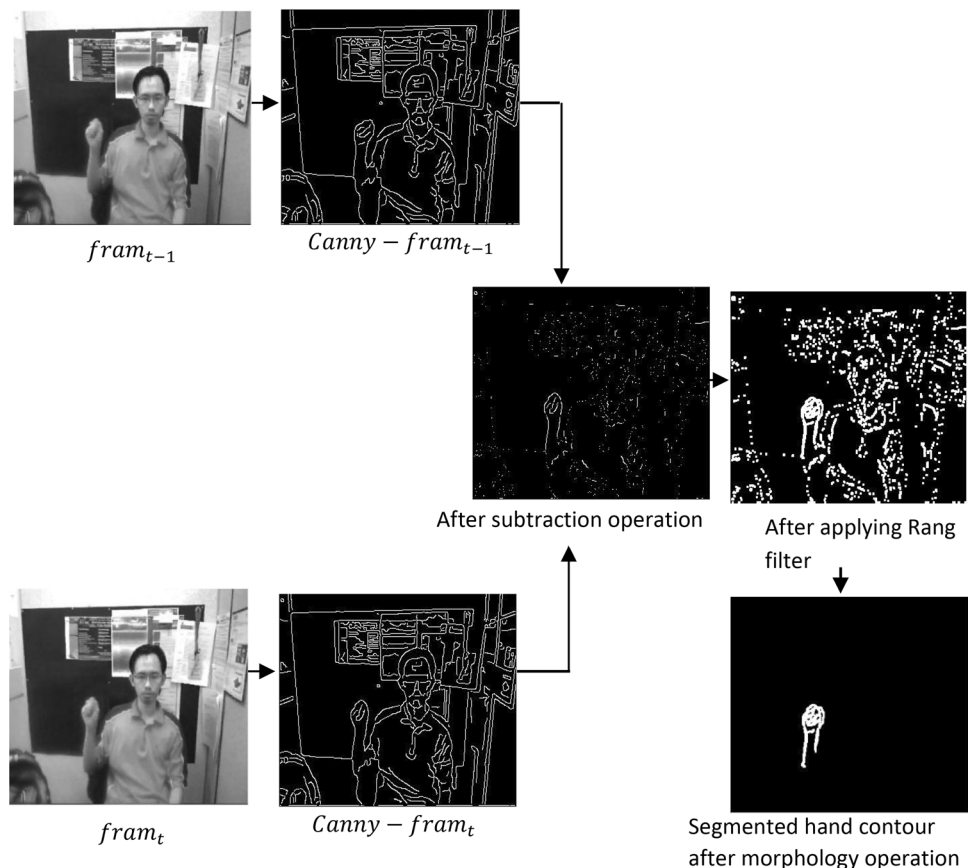 fram_{t-1}
Canny − fram_{t-1}
After subtraction operation
After applying Rang
filter
fram_t
Canny − fram_t
Segmented hand contour
after morphology operation